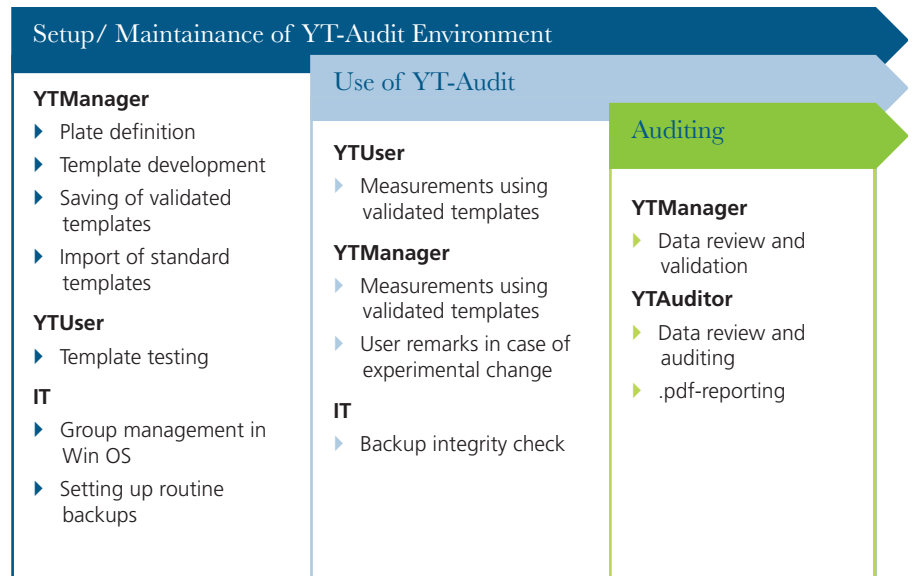 Setup/ Maintainance of YT-Audit Environment
YTManager
Plate definition
Template development
Saving of validated
templates
Import of standard
templates
YTUser
Template testing
IT
Group management in
Win OS
Setting up routine
backups
Use of YT-Audit
YTUser
Measurements using
validated templates
YTManager
Measurements using
validated templates
User remarks in case of
experimental change
IT
Backup integrity check
Auditing
YTManager
Data review and
validation
YTAuditor
Data review and
auditing
.pdf-reporting